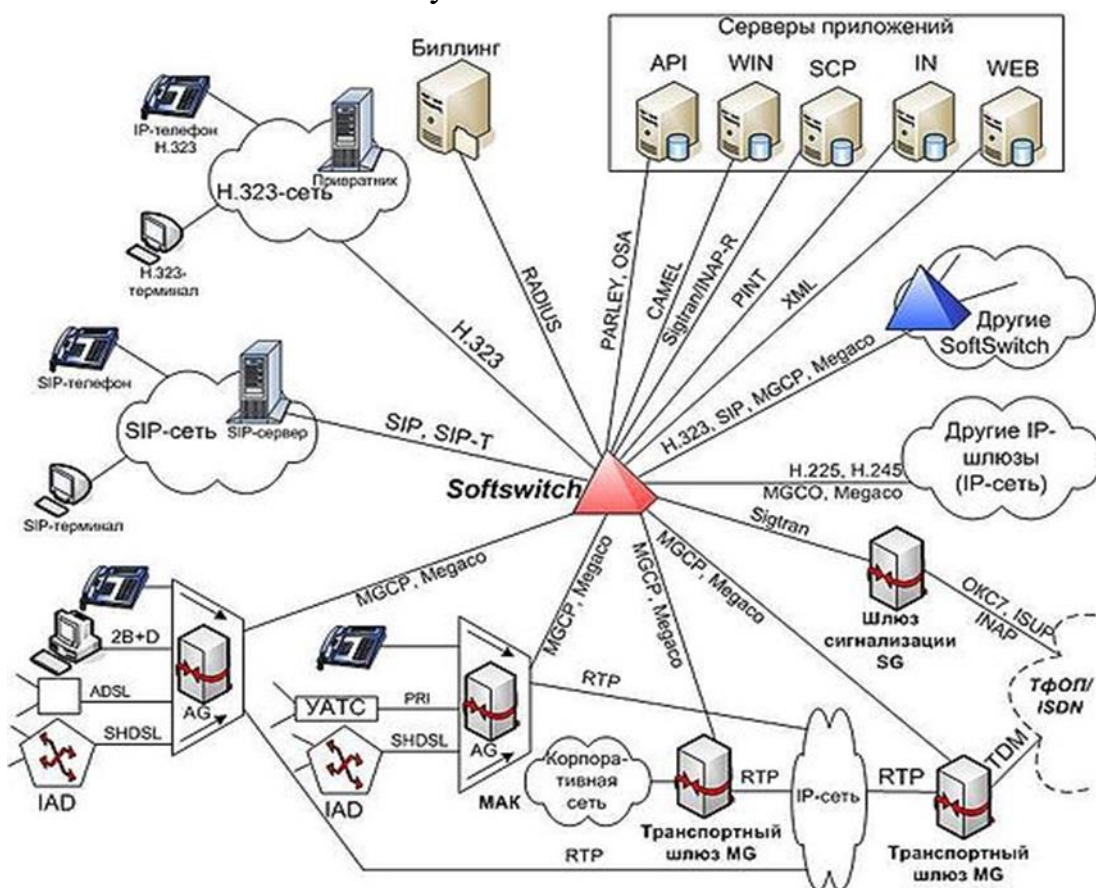 Серверы приложений
Биллинг
API
WIN
SCP
IN
WEB
IP-телефон
H.323
Привратник
H.323-сеть
H.323-
терминал
RADIUS
PARLEY, OSA
CAMEL
Sigtran/INAP-R
PINT
XML
H.323
Другие
SoftSwitch
H.323, SIP, MGCP, Megaco
SIP-телефон
SIP-сеть
SIP-сервер
SIP-терминал
SIP, SIP-T
Softswitch
H.225, H.245
MGCO, Megaco
Другие IP-
шлюзы
(IP-сеть)
Sigtran
MGCP, Megaco
MGCP, Megaco
MGCP, Megaco
MGCP, Megaco
Шлюз
сигнализации
SG
ОКС7, ISUP
INAP
ТфОП/
ISDN
TDM
2B+D
ADSL
SHDSL
IAD
AG
УАТС
PRI
SHDSL
IAD
AG
МАК
RTP
Корпора-
тивная
сеть
RTP
IP-сеть
RTP
Транспортный
шлюз MG
Транспортный
шлюз MG
RTP